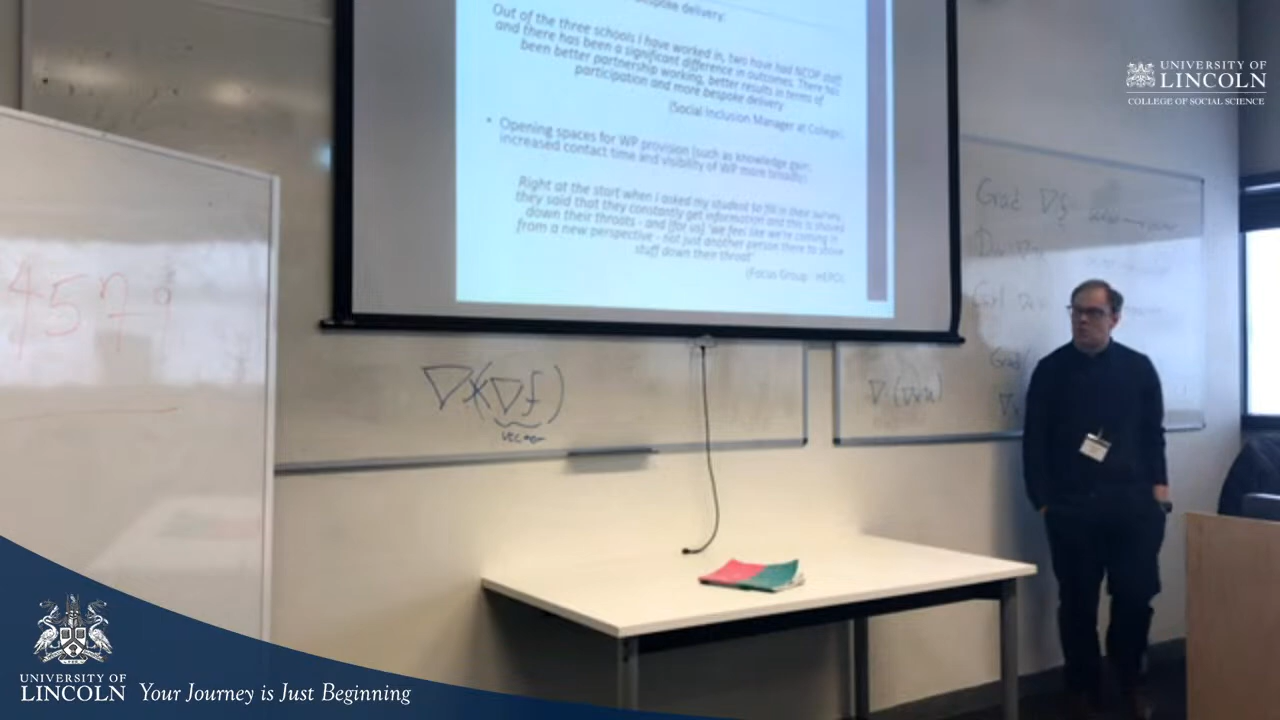 bespoke delivery:
Out of the three schools I have worked in, two have had NCOP staff
and there has been a significant difference in outcomes. There has
been better partnership working, better results in terms of
participation and more bespoke delivery
(Social Inclusion Manager at College).
• Opening spaces for WP provision (such as knowledge gain;
increased contact time and visibility of WP more broadly)
Right at the start when I asked my student to fill in their survey,
they said that they constantly get information and this is shoved
down their throats - and [for us] 'we feel like we're coming in
from a new perspective - not just another person there to shove
stuff down their throat'
(Focus Group - HEPO).
UNIVERSITY OF
LINCOLN
COLLEGE OF SOCIAL SCIENCE
Grad ∇f
Grad
45
∇×(∇f)
vector
UNIVERSITY OF
LINCOLN
Your Journey is Just Beginning